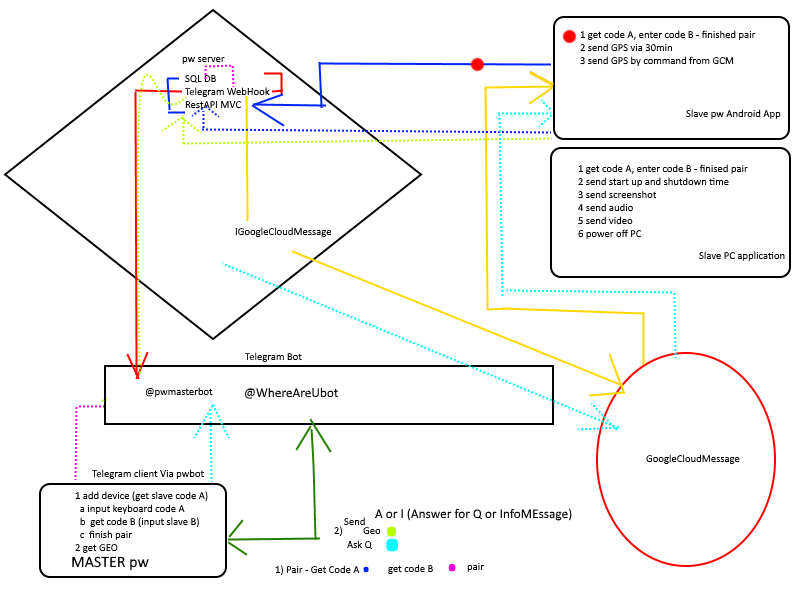 pw server
SQL DB
Telegram WebHook
RestAPI MVC
IGoogleCloudMessage
1 get code A, enter code B - finished pair
2 send GPS via 30min
3 send GPS by command from GCM
Slave pw Android App
1 get code A, enter code B - finised pair
2 send start up and shutdown time
3 send screenshot
4 send audio
5 send video
6 power off PC
Slave PC application
Telegram Bot
@pwmasterbot
@WhereAreUbot
GoogleCloudMessage
Telegram client Via pwbot
1 add device (get slave code A)
a input keyboard code A
b get code B (input slave B)
c finish pair
2 get GEO
MASTER pw
A or I (Answer for Q or InfoMEssage)
Send
2) Geo
Ask Q
1) Pair - Get Code A
get code B
pair